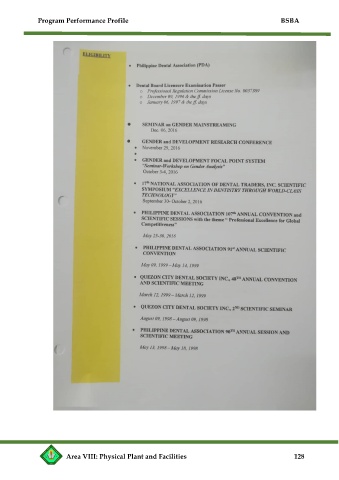 Program Performance Profile BSBA
ELIGIBILITY
• Philippine Dental Association (PDA)
• Dental Board Licensure Examination Passer
o Professional Regulation Commission License No.
o December 09, 1996 & the ff. days
o January 06, 1997 & the ff. days
• SEMINAR on GENDER MAINSTREAMING
Dec. 10, 2016
• GENDER and DEVELOPMENT RESEARCH CONFERENCE
• November 29, 2016
•
• GENDER and DEVELOPMENT FOCAL POINT SYSTEM
"Seminar-Workshop on Gender Analysis"
October 3-4, 2016
• 17th NATIONAL ASSOCIATION OF DENTAL TRADERS, INC. SCIENTIFIC
SYMPOSIUM "EXCELLENCE IN DENTISTRY THROUGH WORLD-CLASS
TECHNOLOGY"
September 30- October 2, 2016
• PHILIPPINE DENTAL ASSOCIATION 107th ANNUAL CONVENTION and
SCIENTIFIC SESSIONS with the theme " Professional Excellence for Global
Competitiveness"
May 25-30, 2016
• PHILIPPINE DENTAL ASSOCIATION 91st ANNUAL SCIENTIFIC
CONVENTION
May 09, 1999 – May 14, 1999
• QUEZON CITY DENTAL SOCIETY INC., 40TH ANNUAL CONVENTION
AND SCIENTIFIC MEETING
March 12, 1999 – March 12, 1999
• QUEZON CITY DENTAL SOCIETY INC, 2ND SCIENTIFIC SEMINAR
August 09, 1998 – August 09, 1998
• PHILIPPINE DENTAL ASSOCIATION 90TH ANNUAL SESSION AND
SCIENTIFIC MEETING
May 15, 1998 – May 18, 1998
Area VIII: Physical Plant and Facilities 128